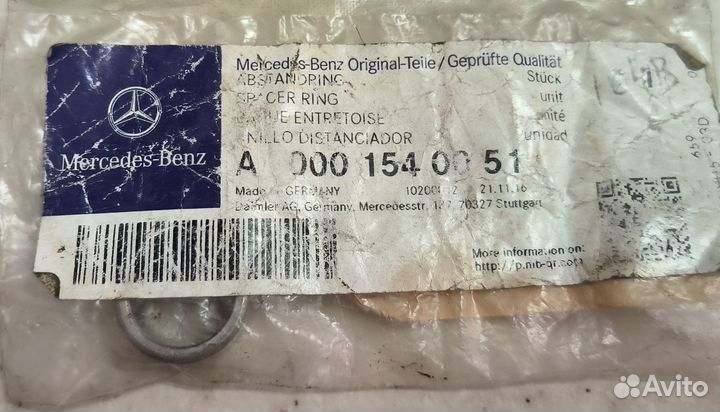 Mercedes-Benz
Mercedes-Benz Original-Teile/Geprüfte Qualität
ABSTANDRING Stück
SPACER RING unit
ENTRETOISE unité
ANILLO DISTANCIADOR unidad
A 000 154 00 51
Made in GERMANY 21.11.16
Daimler AG, Germany, Mercedesstr. 137, 70327 Stuttgart
More information on:
Avito